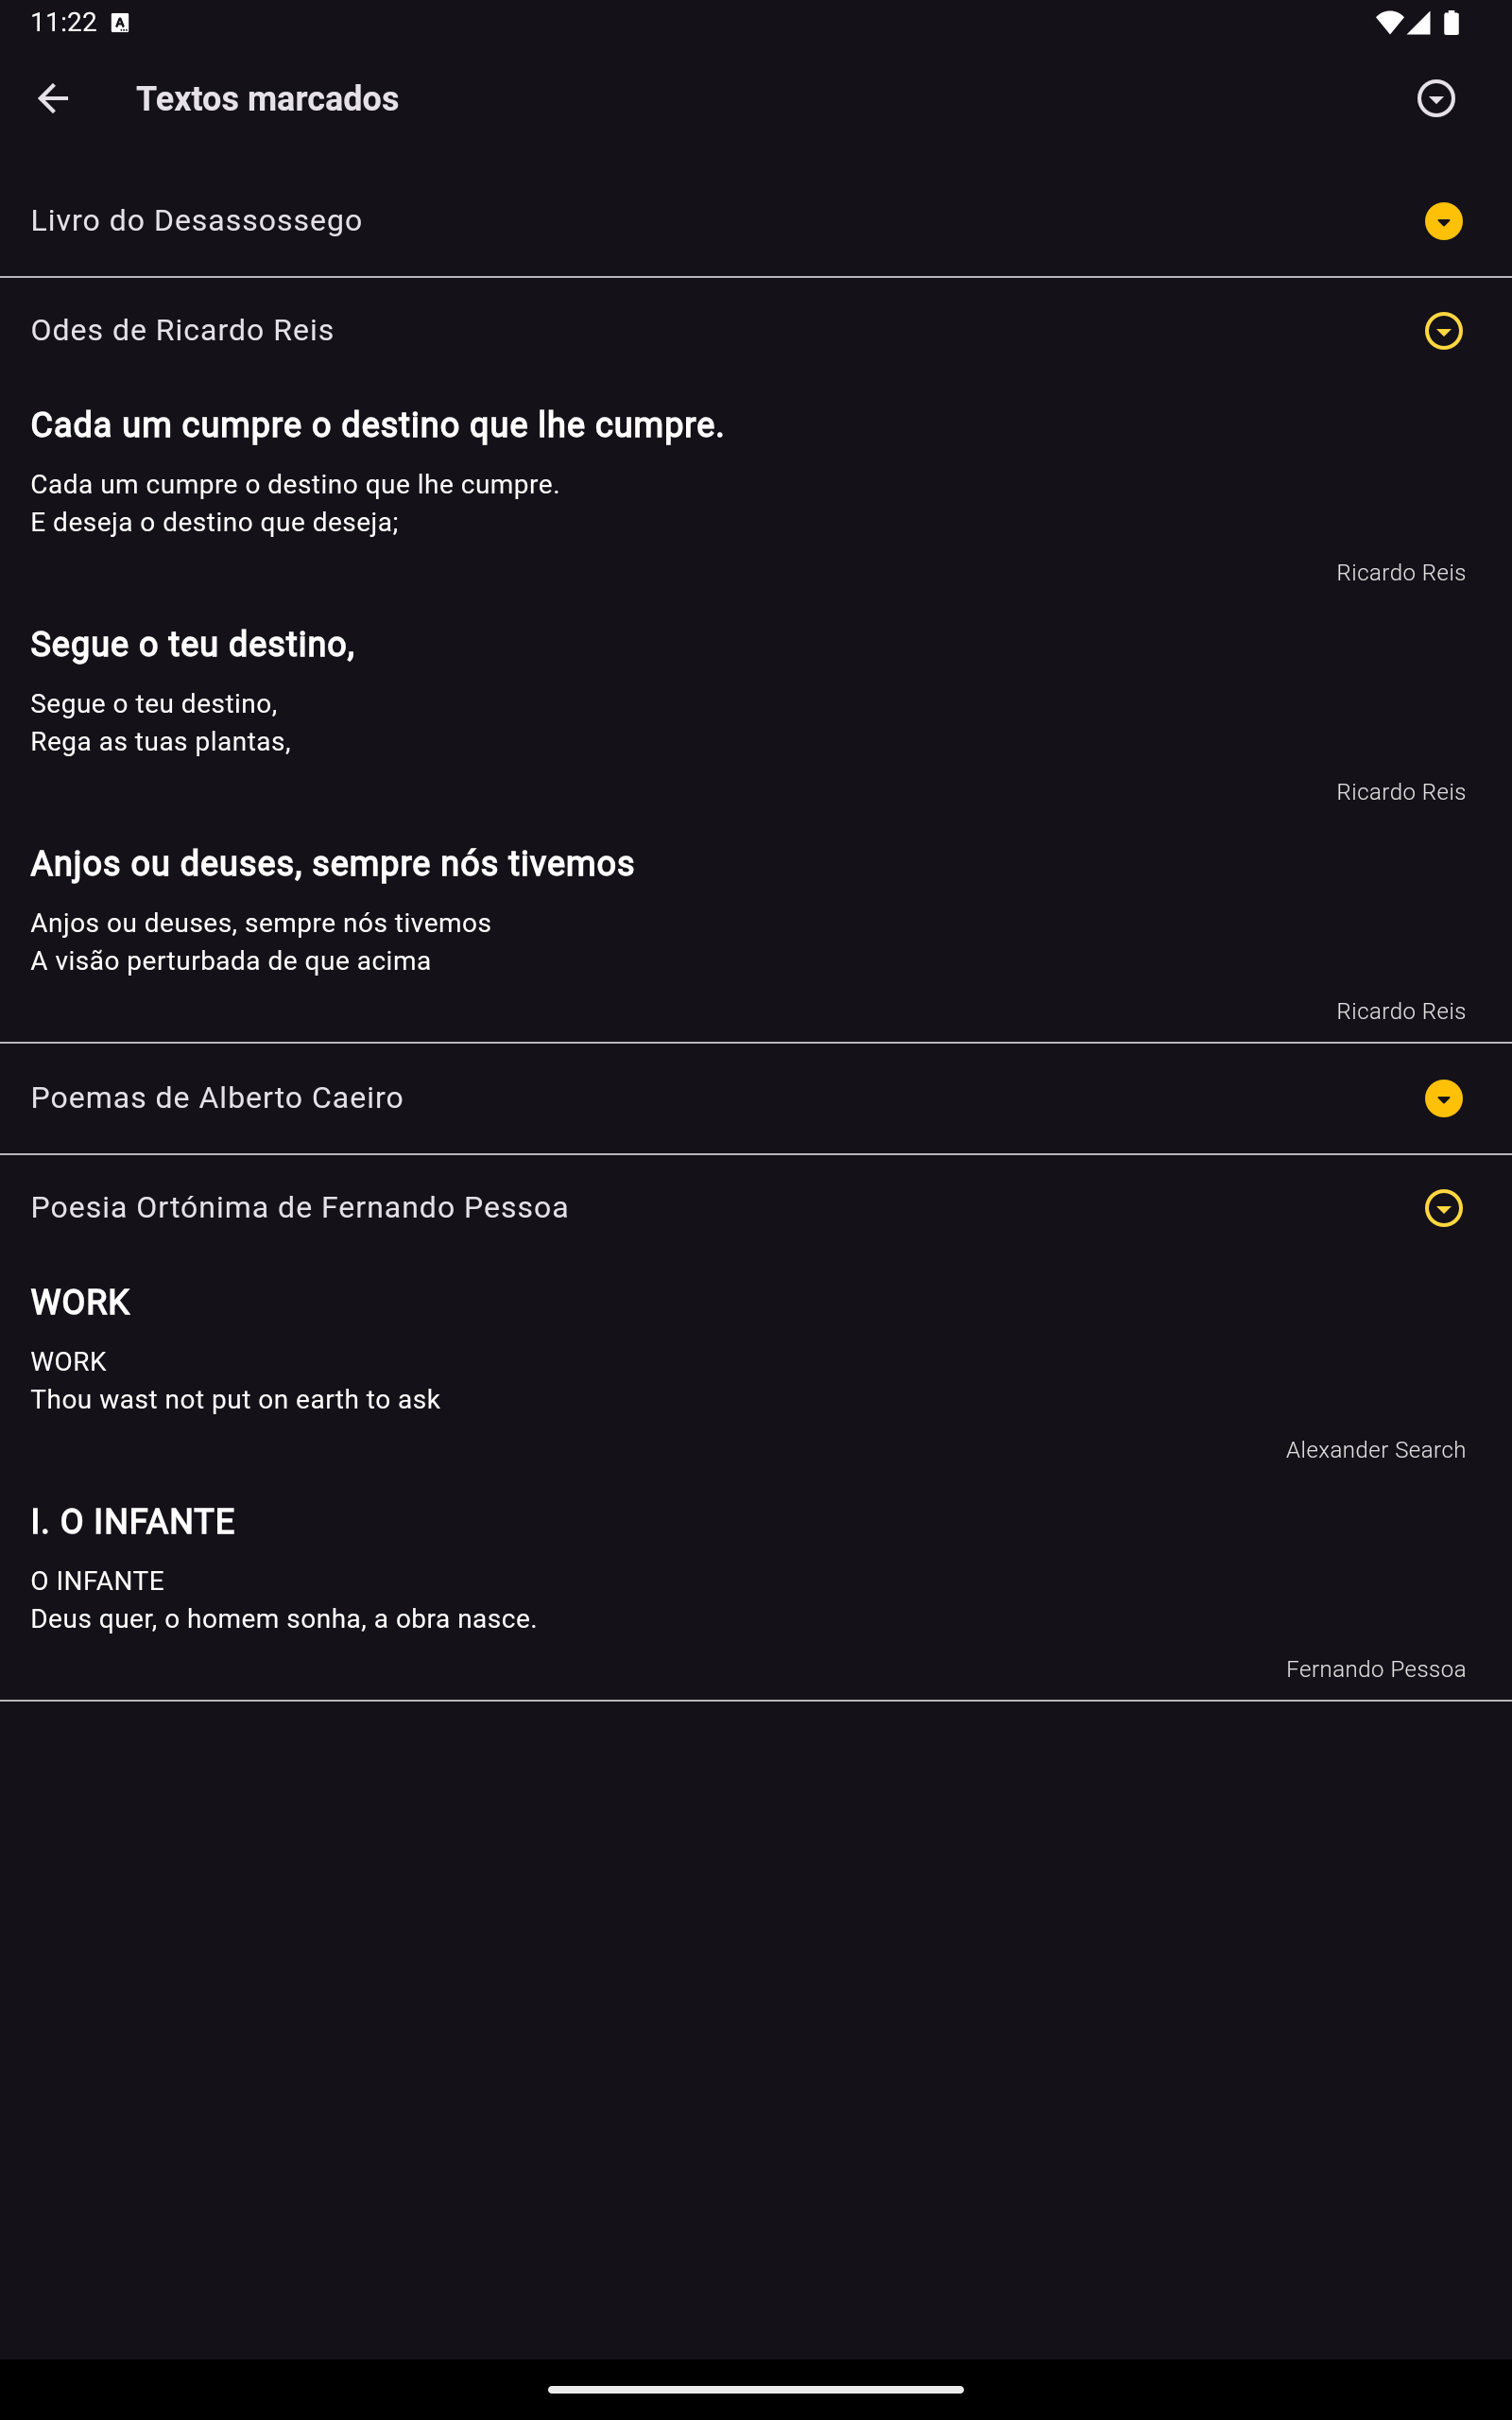 11:22
Textos marcados
Livro do Desassossego
Odes de Ricardo Reis
Cada um cumpre o destino que lhe cumpre.
Cada um cumpre o destino que lhe cumpre.
E deseja o destino que deseja;
Ricardo Reis
Segue o teu destino,
Segue o teu destino,
Rega as tuas plantas,
Ricardo Reis
Anjos ou deuses, sempre nós tivemos
Anjos ou deuses, sempre nós tivemos
A visão perturbada de que acima
Ricardo Reis
Poemas de Alberto Caeiro
Poesia Ortónima de Fernando Pessoa
WORK
WORK
Thou wast not put on earth to ask
Alexander Search
I. O INFANTE
O INFANTE
Deus quer, o homem sonha, a obra nasce.
Fernando Pessoa